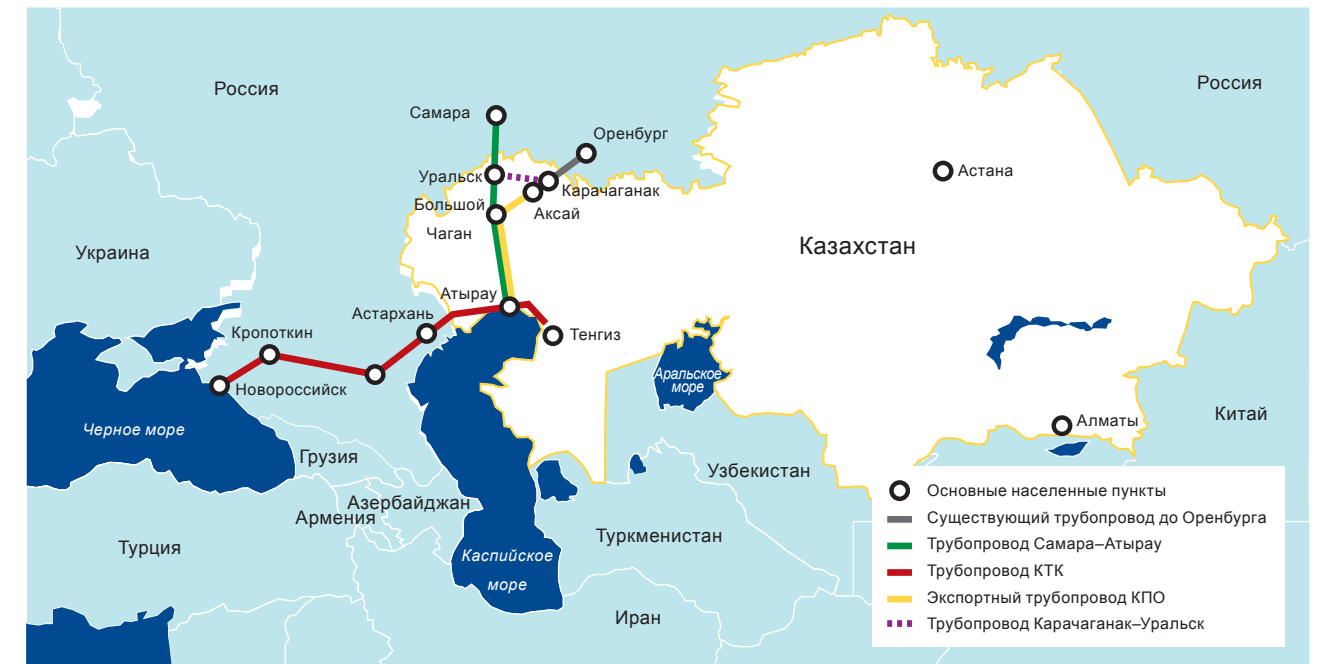 Россия
Россия
Самара
Оренбург
Уральск
Карачаганак
Астана
Большой
Чаган
Аксай
Казахстан
Украина
Атырау
Астархань
Кропоткин
Тенгиз
Новороссийск
Аральское
море
Черное море
Алматы
Китай
Грузия
Узбекистан
Азербайджан
Армения
Турция
Туркменистан
Каспийское
море
Иран
Основные населенные пункты
Существующий трубопровод до Оренбурга
Трубопровод Самара–Атырау
Трубопровод КТК
Экспортный трубопровод КПО
Трубопровод Карачаганак–Уральск